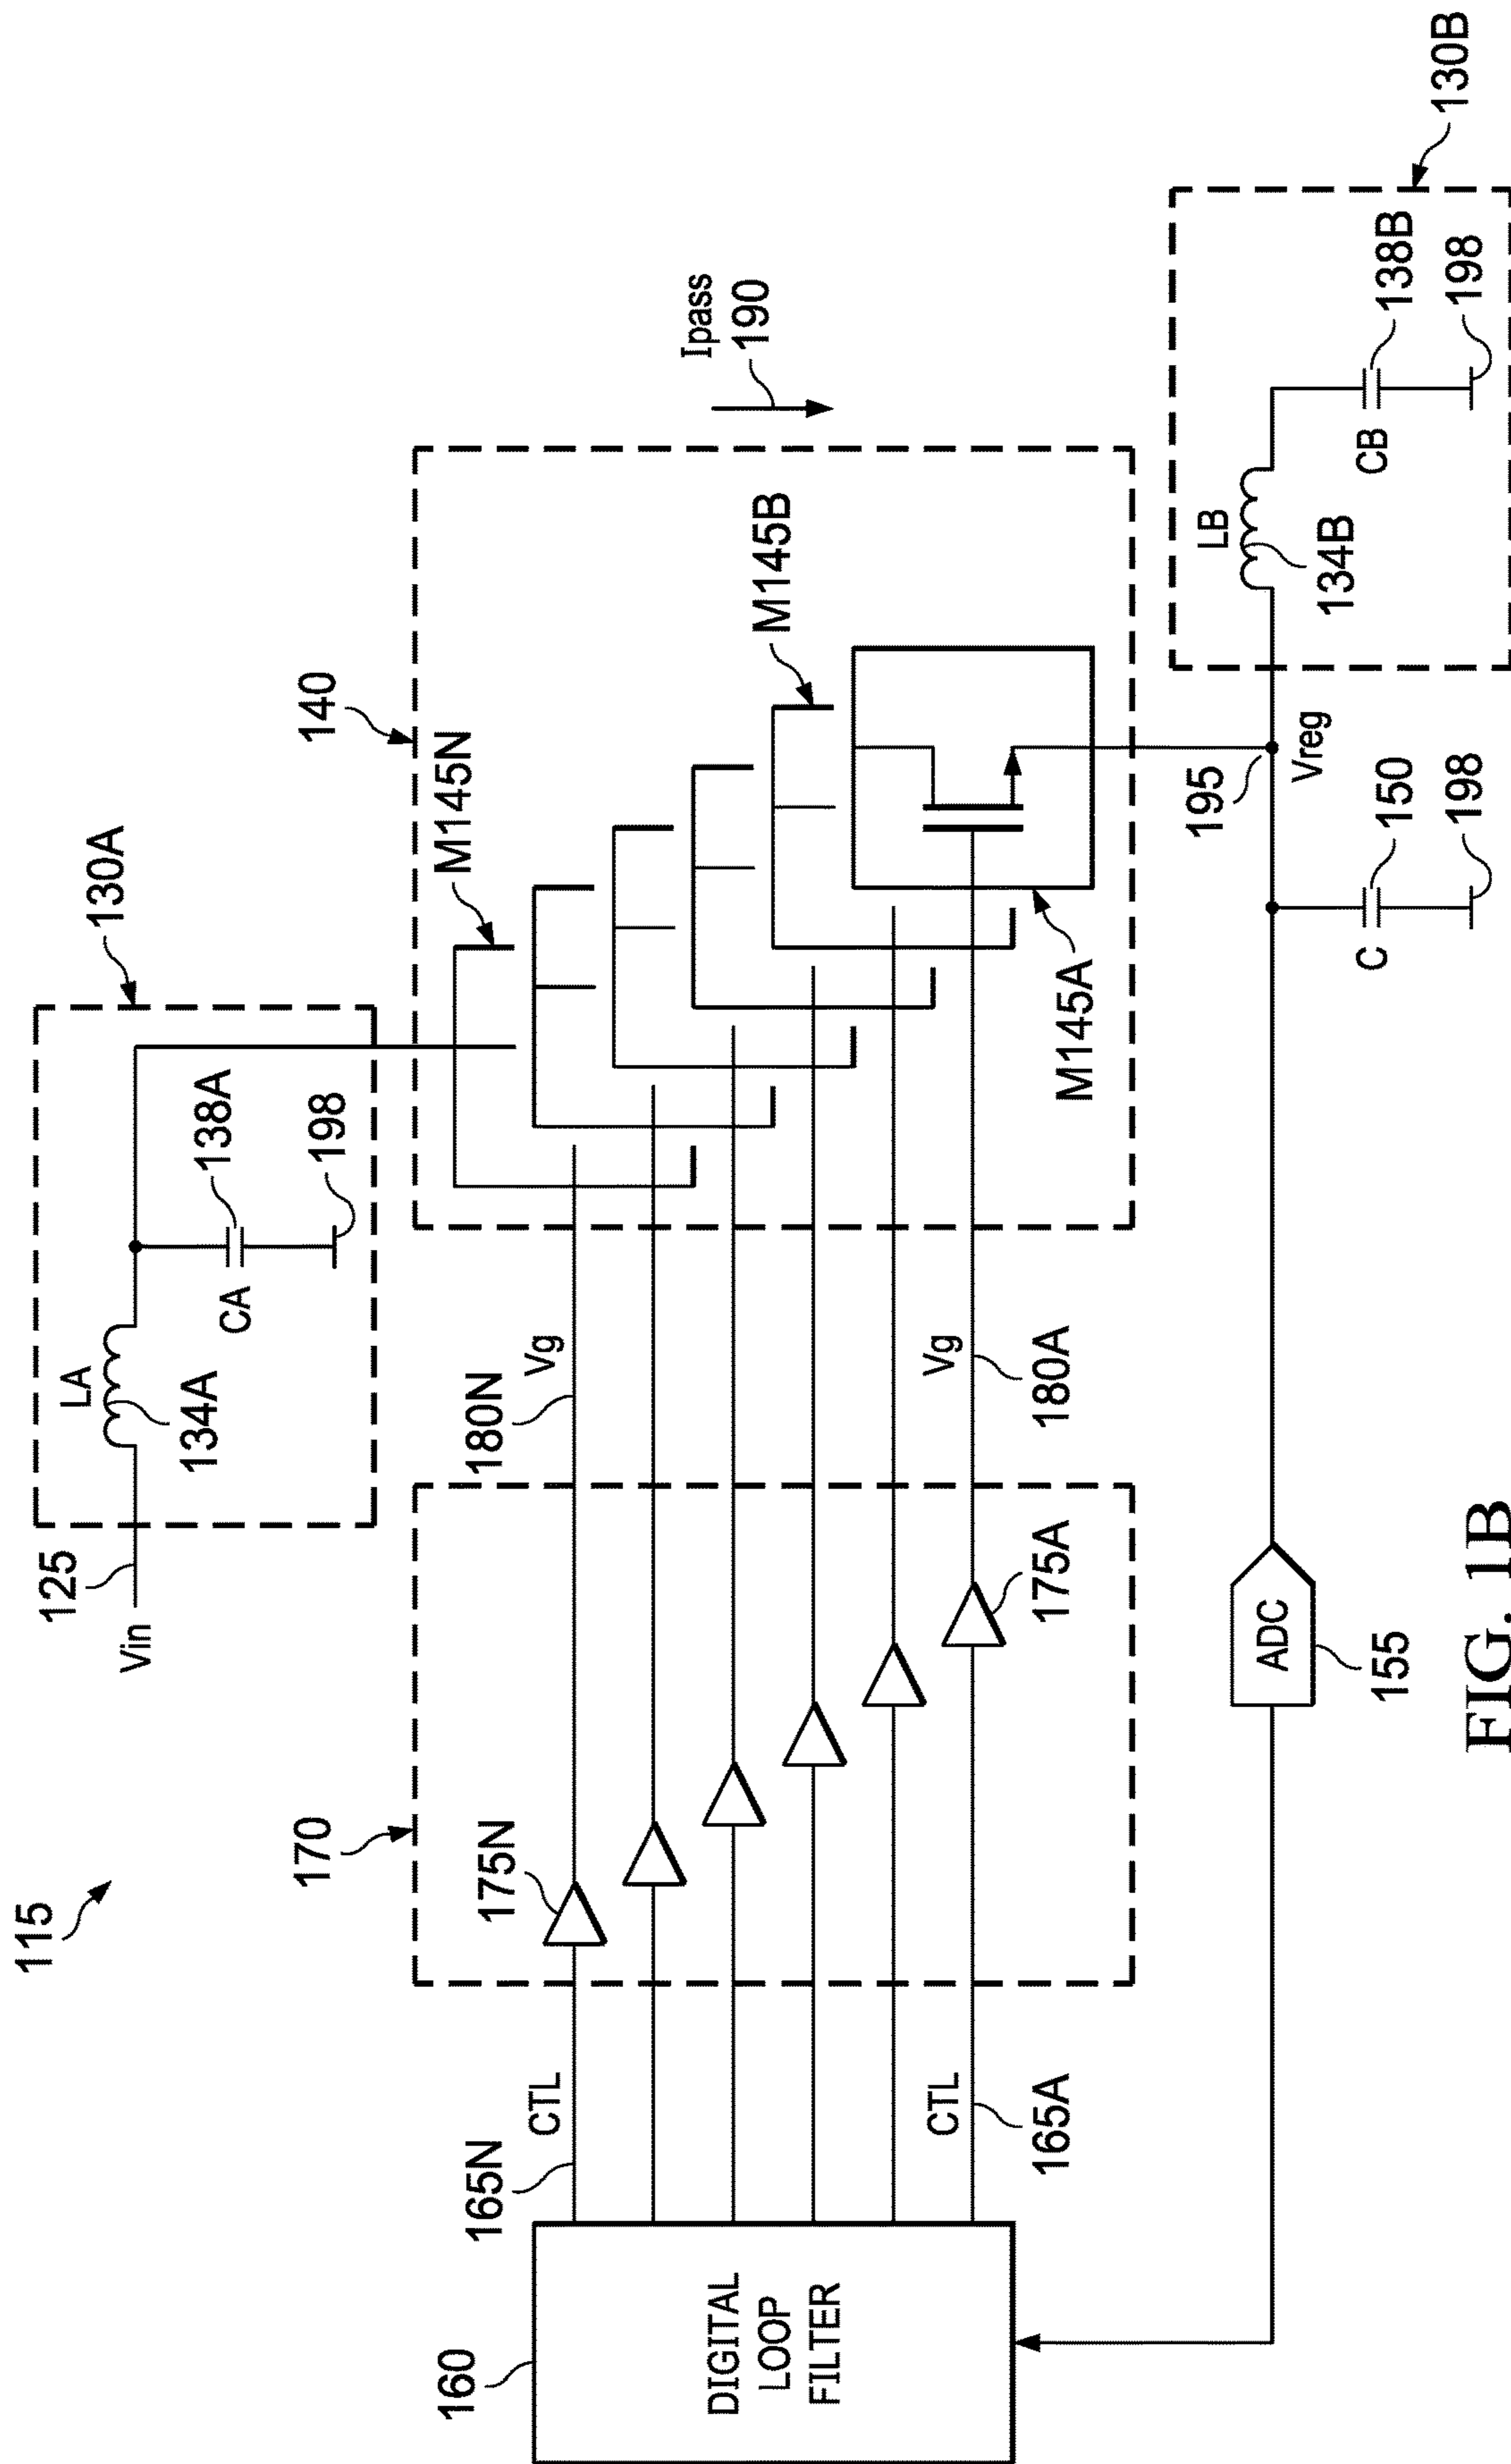 115
Vin
125
LA
134A
CA
138A
198
130A
170
175N
175A
140
M145N
M145B
M145A
Ipass
190
160
DIGITAL
LOOP
FILTER
165N
CTL
CTL
165A
180N
Vg
Vg
180A
ADC
155
195
Vreg
C
150
198
LB
134B
CB
138B
198
130B
FIG. 1B